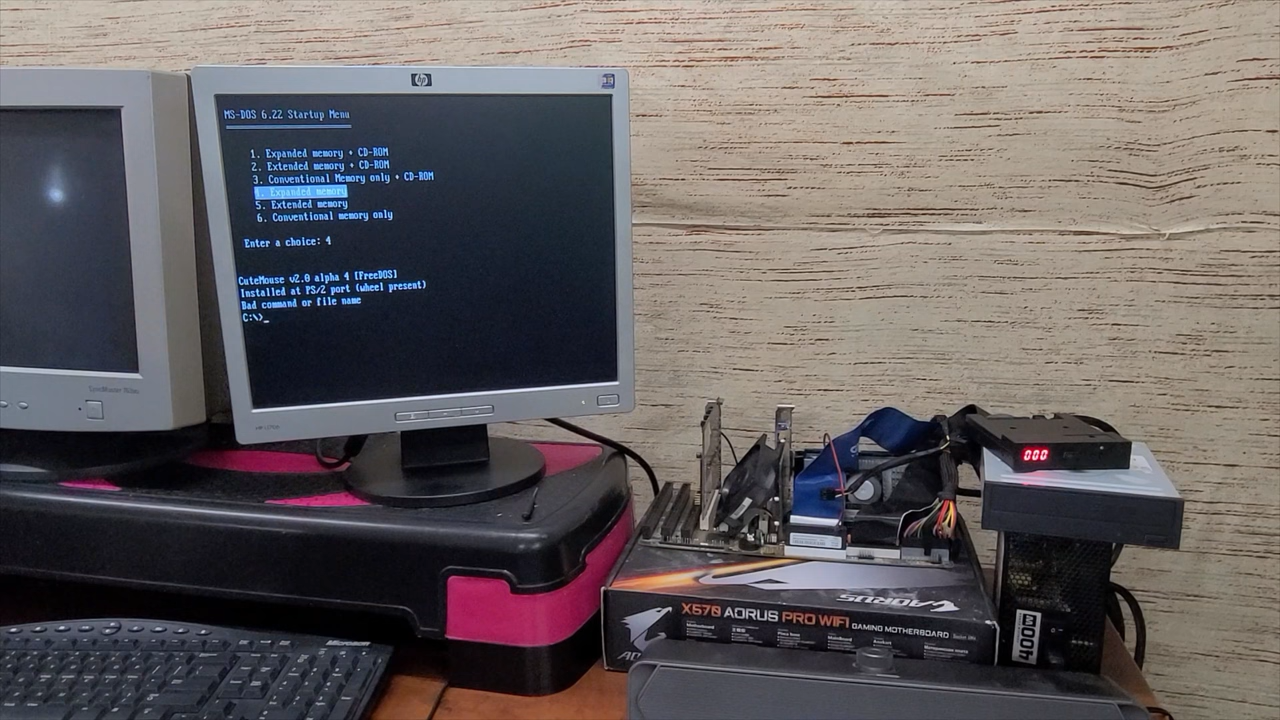 hp
MS-DOS 6.22 Startup Menu
1. Expanded memory + CD-ROM
2. Extended memory + CD-ROM
3. Conventional Memory only + CD-ROM
4. Expanded memory
5. Extended memory
6. Conventional memory only
Enter a choice: 4
CuteMouse v2.0 alpha 4 [FreeDOS]
Installed at PS/2 port (wheel present)
Bad command or file name
C:\>_
SyncMaster
000
AORUS
X570 AORUS PRO WIFI GAMING MOTHERBOARD
400W
Microsoft